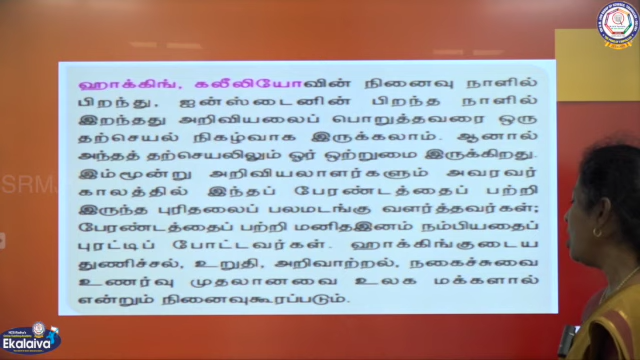 ஹாக்கிங், கலீலியோவின் நினைவு நாளில்
பிறந்து, ஐன்ஸ்டைனின் பிறந்த நாளில்
இறந்தது அறிவியலைப் பொறுத்தவரை ஒரு
தற்செயல் நிகழ்வாக இருக்கலாம். ஆனால்
அந்தத் தற்செயலிலும் ஓர் ஒற்றுமை இருக்கிறது.
இம்மூன்று அறிவியலாளர்களும் அவரவர்
காலத்தில் இந்தப் பேரண்டத்தைப் பற்றி
இருந்த புரிதலைப் பலமடங்கு வளர்த்தவர்கள்;
பேரண்டத்தைப் பற்றி மனிதஇனம் நம்பியதைப்
புரட்டிப் போட்டவர்கள். ஹாக்கிங்குடைய
துணிச்சல், உறுதி, அறிவாற்றல், நகைச்சுவை
உணர்வு முதலானவை உலக மக்களால்
என்றும் நினைவுகூரப்படும்.
SRM
Ekalaiva